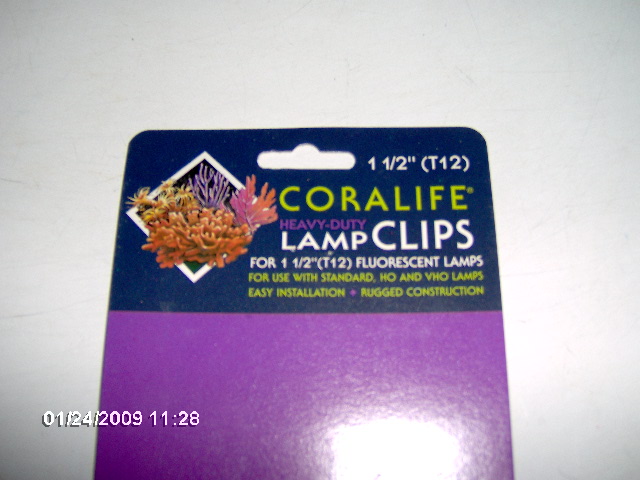 1 1/2" (T12)
CORALIFE®
HEAVY-DUTY
LAMP CLIPS
FOR 1 1/2"(T12) FLUORESCENT LAMPS
FOR USE WITH STANDARD, HO AND VHO LAMPS
EASY INSTALLATION • RUGGED CONSTRUCTION
01/24/2009 11:28